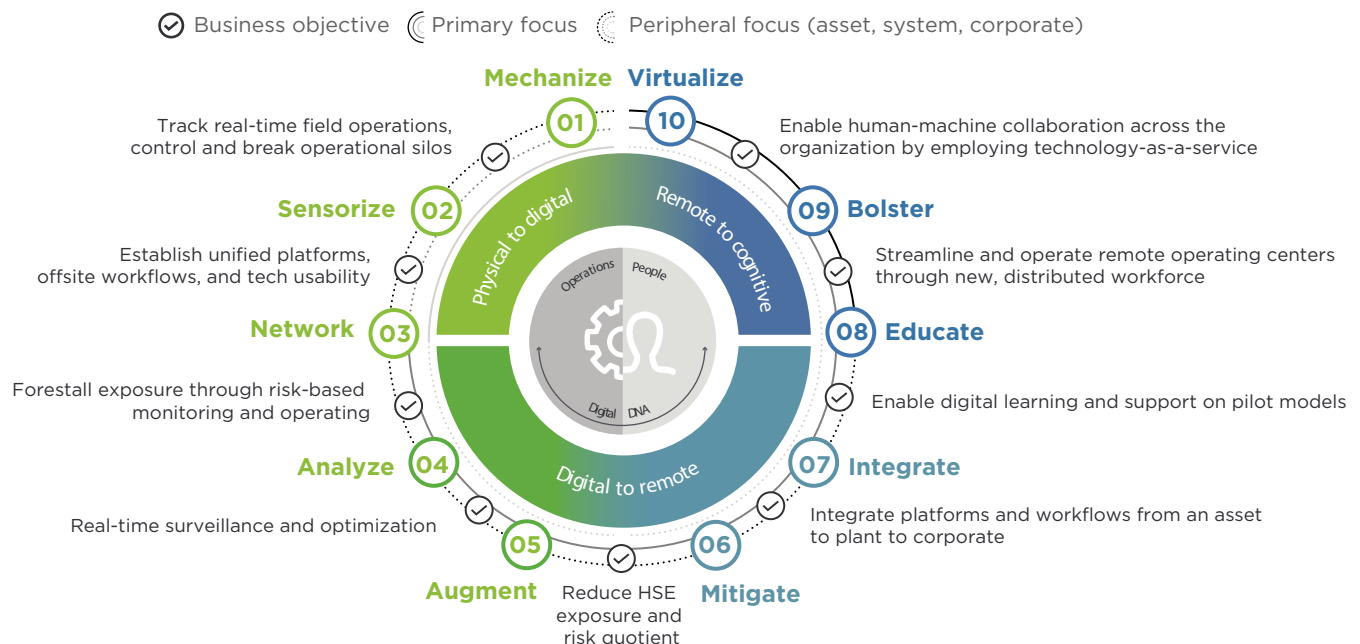 Business objective Primary focus Peripheral focus (asset, system, corporate)
Mechanize Virtualize
01
10
Track real-time field operations,
control and break operational silos
Enable human-machine collaboration across the
organization by employing technology-as-a-service
Sensorize 02
09 Bolster
Physical to digital
Remote to cognitive
Establish unified platforms,
offsite workflows, and tech usability
Streamline and operate remote operating centers
through new, distributed workforce
Operations
People
Network 03
08 Educate
Digital DNA
Forestall exposure through risk-based
monitoring and operating
Enable digital learning and support on pilot models
Analyze 04
07 Integrate
Digital to remote
Real-time surveillance and optimization
Integrate platforms and workflows from an asset
to plant to corporate
05
06
Augment
Mitigate
Reduce HSE
exposure and
risk quotient